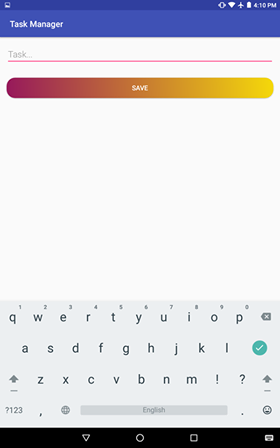 4:10 PM
Task Manager
Task...
SAVE
1 2 3 4 5 6 7 8 9 0
q w e r t y u i o p
a s d f g h j k l
z x c v b n m ! ?
?123 , English .